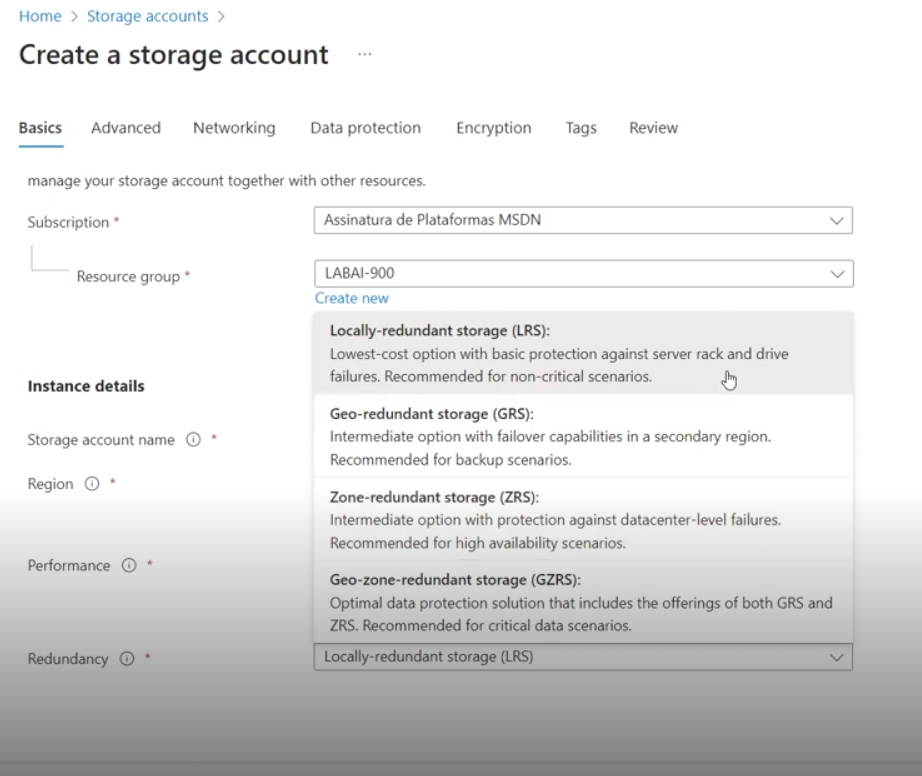 Home > Storage accounts >
Create a storage account ...
Basics Advanced Networking Data protection Encryption Tags Review
manage your storage account together with other resources.
Subscription *
Assinatura de Plataformas MSDN
Resource group *
LABAI-900
Create new
Locally-redundant storage (LRS):
Lowest-cost option with basic protection against server rack and drive
failures. Recommended for non-critical scenarios.
Instance details
Geo-redundant storage (GRS):
Intermediate option with failover capabilities in a secondary region.
Recommended for backup scenarios.
Storage account name *
Region *
Zone-redundant storage (ZRS):
Intermediate option with protection against datacenter-level failures.
Recommended for high availability scenarios.
Performance *
Geo-zone-redundant storage (GZRS):
Optimal data protection solution that includes the offerings of both GRS and
ZRS. Recommended for critical data scenarios.
Redundancy *
Locally-redundant storage (LRS)